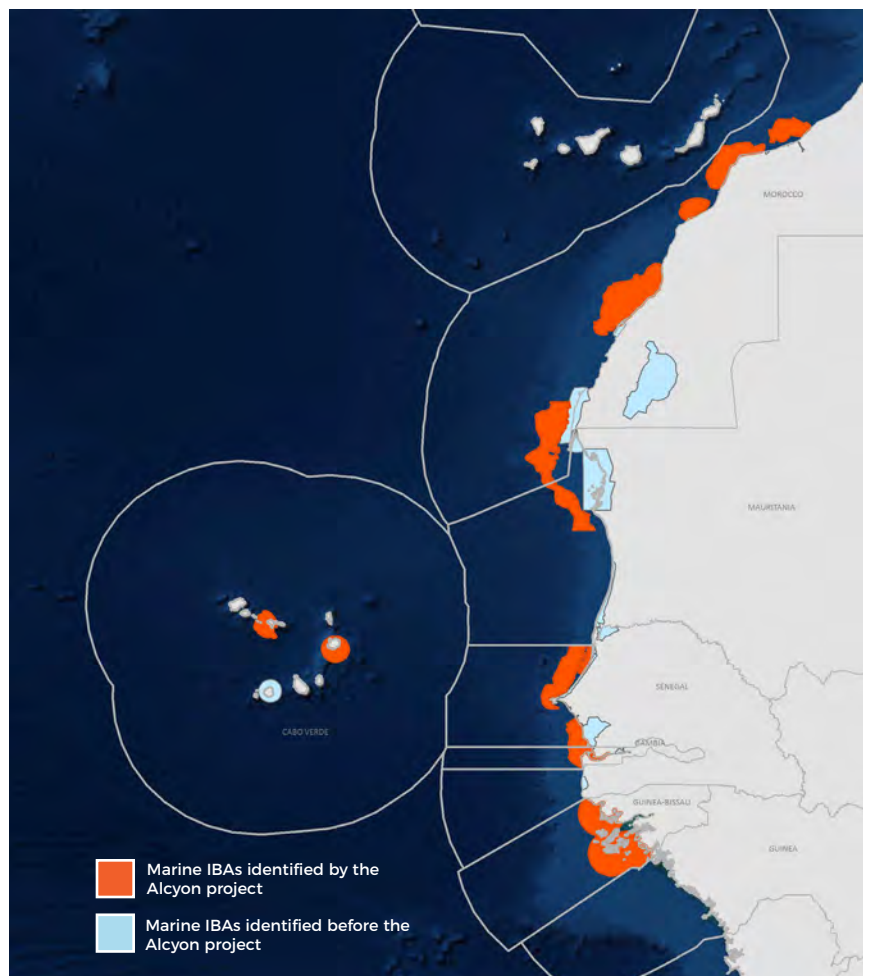 MOROCCO
MAURITANIA
SENEGAL
GAMBIA
CABO VERDE
GUINEA-BISSAU
GUINEA
Marine IBAs identified by the
Alcyon project
Marine IBAs identified before the
Alcyon project